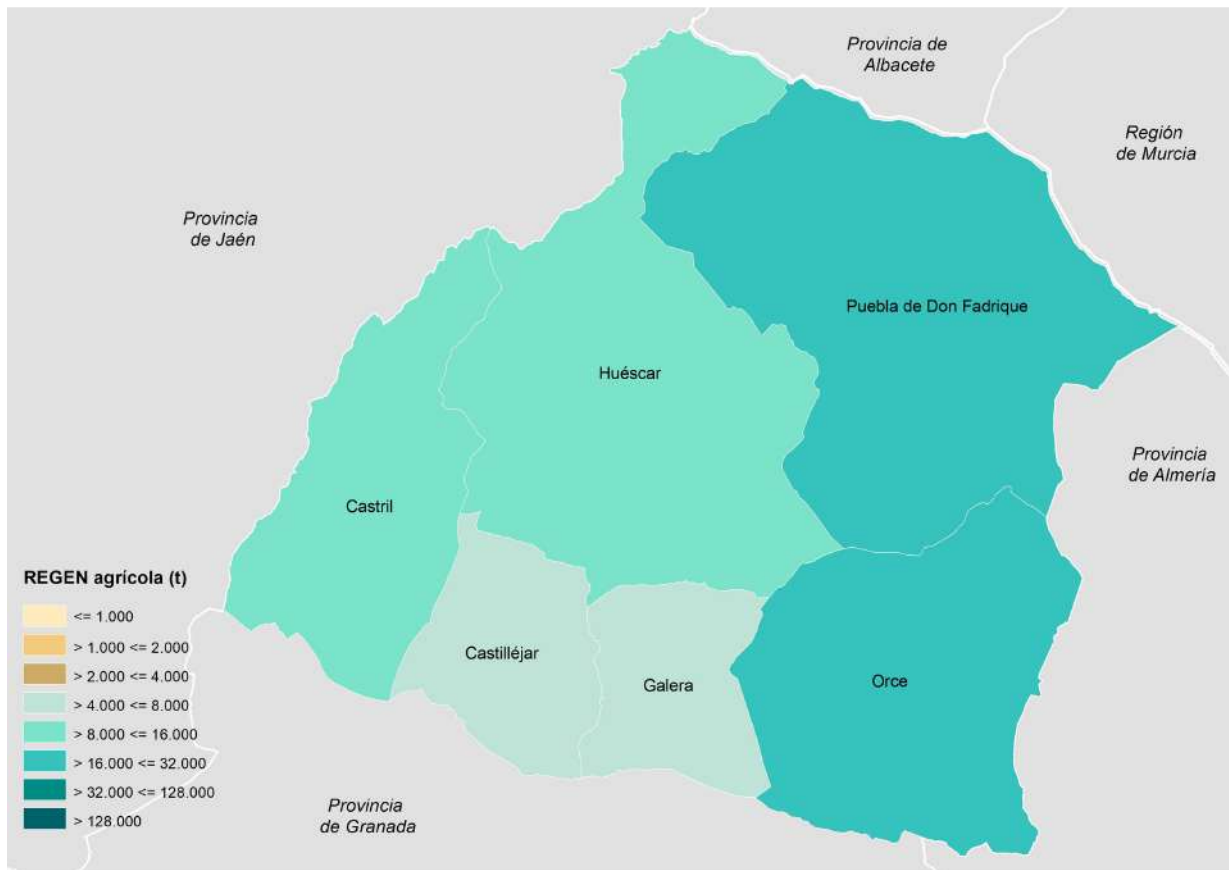 Provincia de
Albacete
Región
de Murcia
Provincia
de Jaén
Puebla de Don Fadrique
Huéscar
Provincia
de Almería
Castril
Castilléjar
Galera
Orce
REGEN agrícola (t)
<= 1.000
> 1.000 <= 2.000
> 2.000 <= 4.000
> 4.000 <= 8.000
> 8.000 <= 16.000
> 16.000 <= 32.000
> 32.000 <= 128.000
> 128.000
Provincia
de Granada